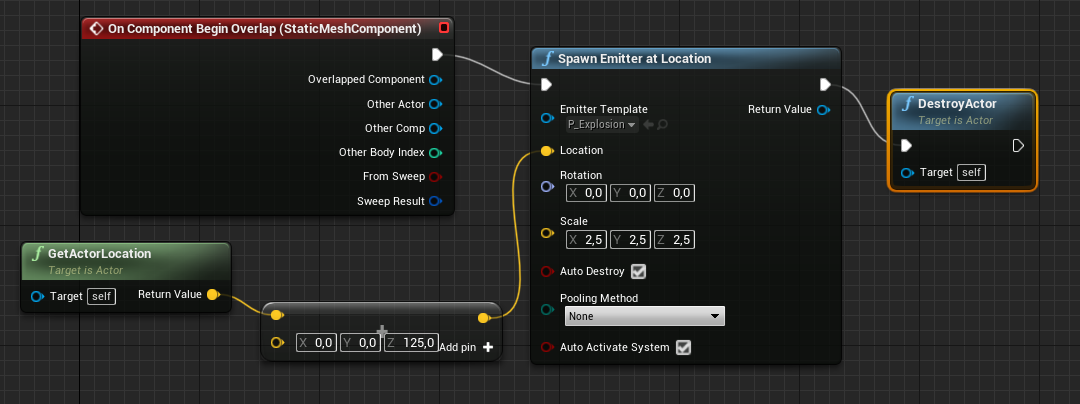 On Component Begin Overlap (StaticMeshComponent)
Overlapped Component
Other Actor
Other Comp
Other Body Index
From Sweep
Sweep Result
GetActorLocation
Target is Actor
Target self Return Value
X 0,0 Y 0,0 Z 125,0 Add pin
Spawn Emitter at Location
Emitter Template Return Value
P_Explosion
Location
Rotation
X 0,0 Y 0,0 Z 0,0
Scale
X 2,5 Y 2,5 Z 2,5
Auto Destroy
Pooling Method
None
Auto Activate System
DestroyActor
Target is Actor
Target self